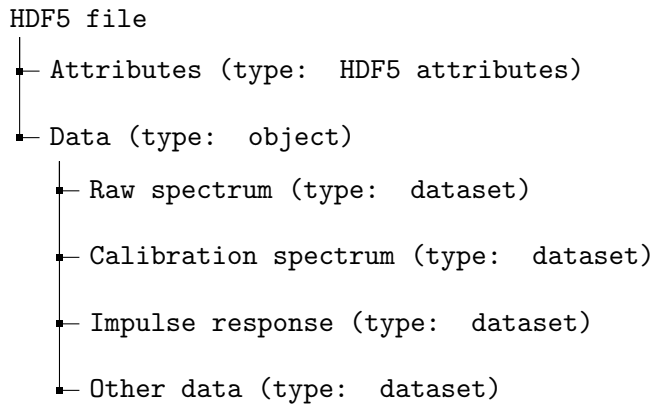 HDF5 file
Attributes (type: HDF5 attributes)
Data (type: object)
Raw spectrum (type: dataset)
Calibration spectrum (type: dataset)
Impulse response (type: dataset)
Other data (type: dataset)